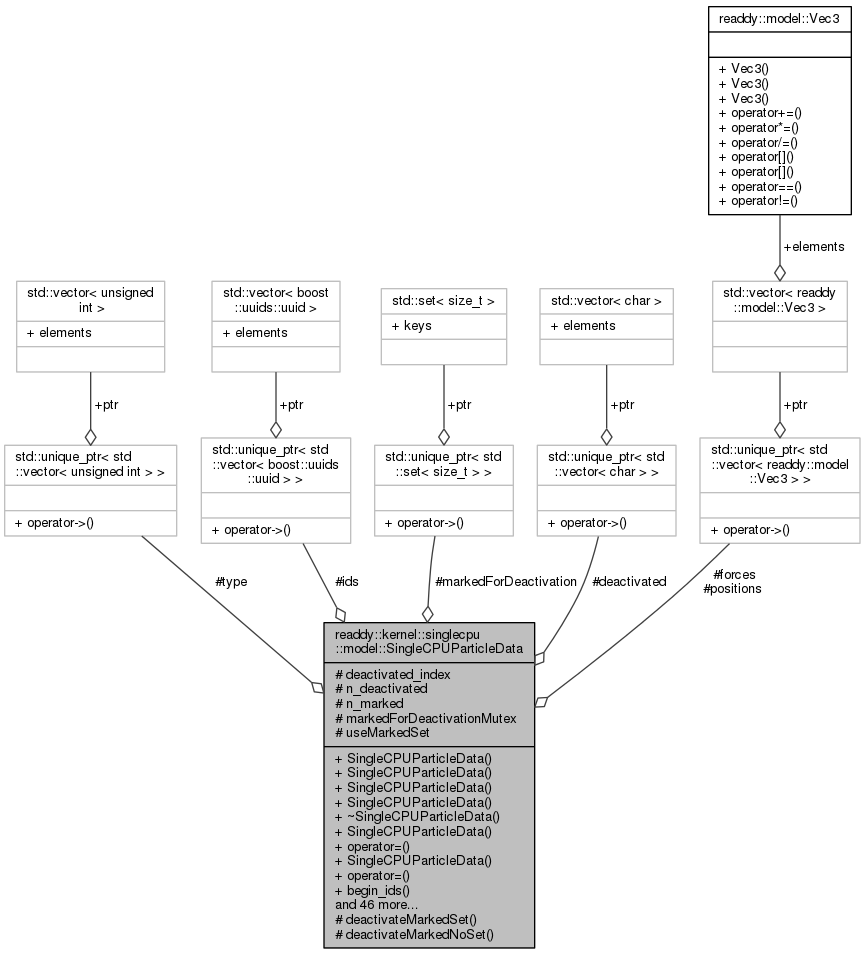 readdy::model::Vec3
+ Vec3()
+ Vec3()
+ Vec3()
+ operator+=()
+ operator*=()
+ operator/=()
+ operator[]()
+ operator[]()
+ operator==()
+ operator!=()
+elements
std::vector< unsigned
int >
+ elements
std::vector< boost
::uuids::uuid >
+ elements
std::set< size_t >
+ keys
std::vector< char >
+ elements
std::vector< readdy
::model::Vec3 >
+ptr
+ptr
+ptr
+ptr
+ptr
std::unique_ptr< std
::vector< unsigned int > >
+ operator->()
std::unique_ptr< std
::vector< boost::uuids
::uuid > >
+ operator->()
std::unique_ptr< std
::set< size_t > >
+ operator->()
std::unique_ptr< std
::vector< char > >
+ operator->()
std::unique_ptr< std
::vector< readdy::model
::Vec3 > >
+ operator->()
#type
#ids
#markedForDeactivation
#deactivated
#forces
#positions
readdy::kernel::singlecpu
::model::SingleCPUParticleData
# deactivated_index
# n_deactivated
# n_marked
# markedForDeactivationMutex
# useMarkedSet
+ SingleCPUParticleData()
+ SingleCPUParticleData()
+ SingleCPUParticleData()
+ SingleCPUParticleData()
+ ~SingleCPUParticleData()
+ SingleCPUParticleData()
+ operator=()
+ SingleCPUParticleData()
+ operator=()
+ begin_ids()
and 46 more...
# deactivateMarkedSet()
# deactivateMarkedNoSet()